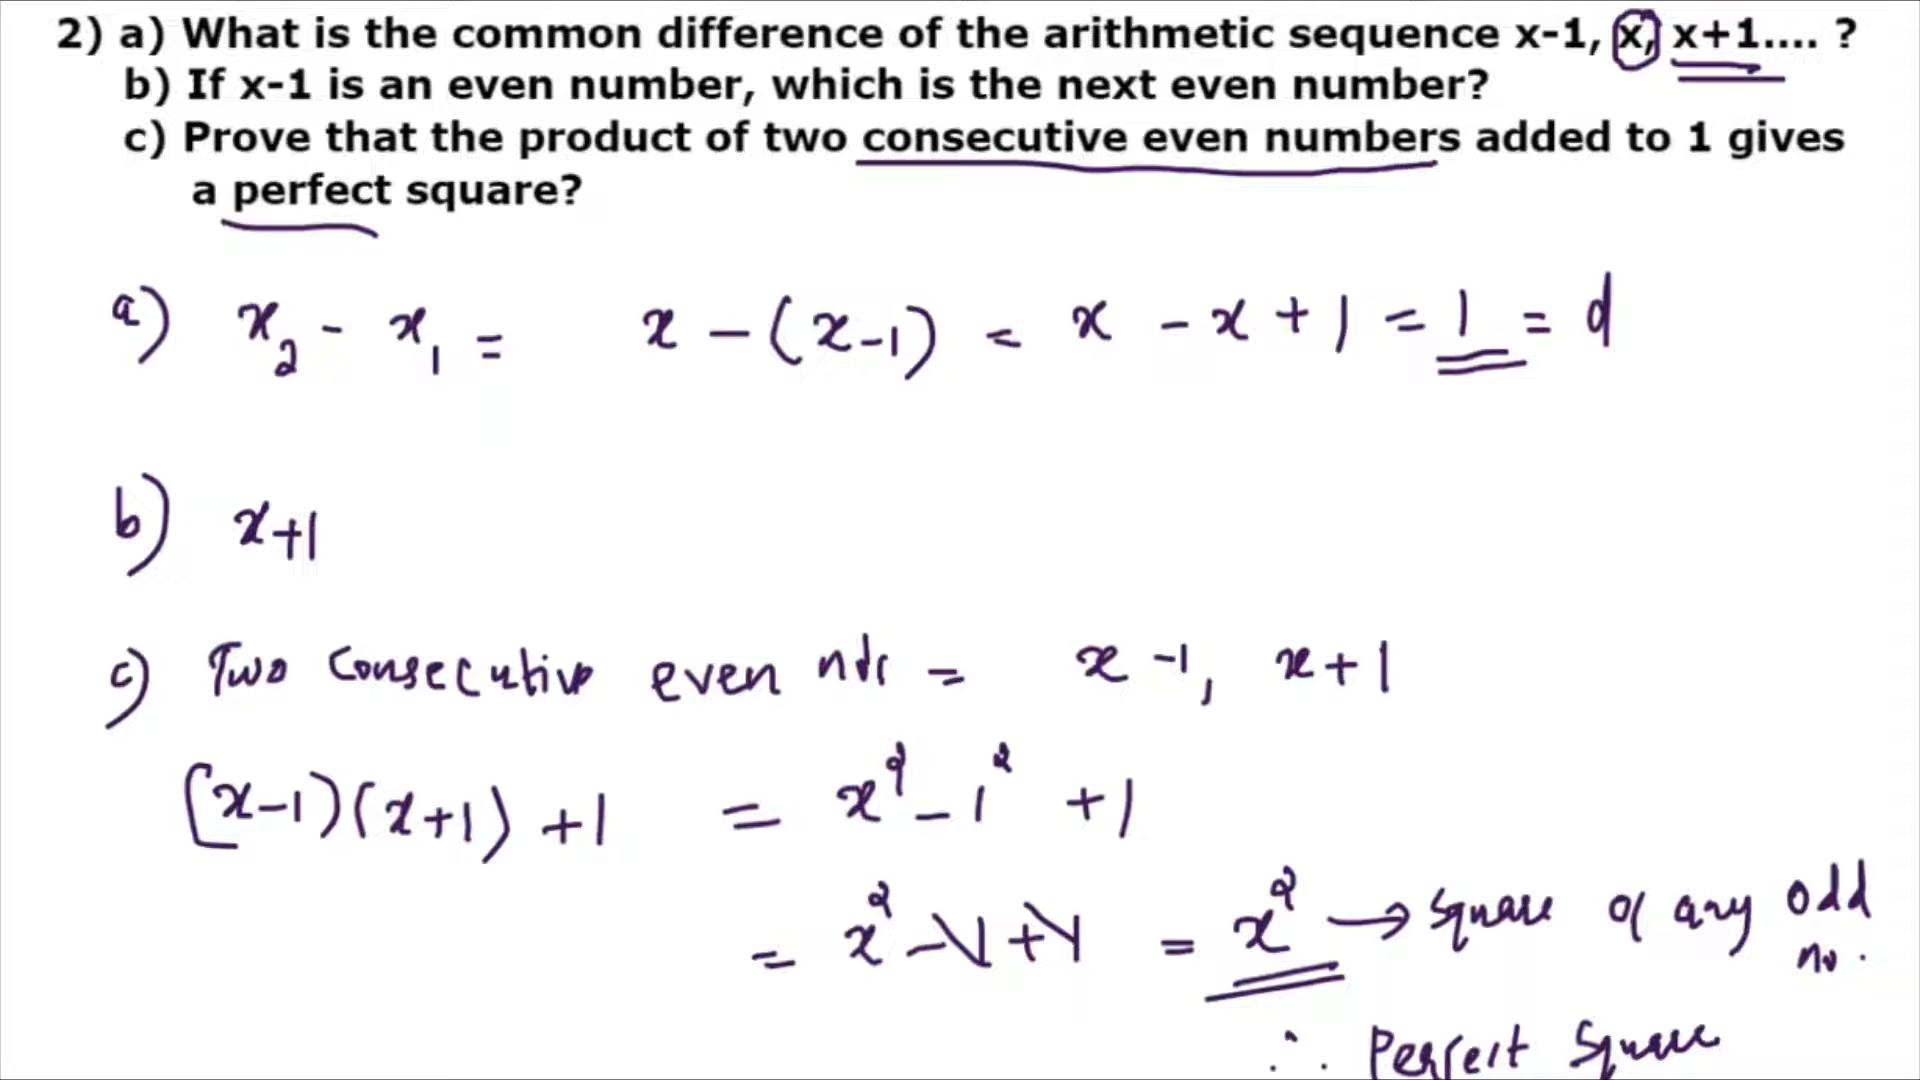 2) a) What is the common difference of the arithmetic sequence x-1, x, x+1.... ?
b) If x-1 is an even number, which is the next even number?
c) Prove that the product of two consecutive even numbers added to 1 gives
a perfect square?
a) x₂ - x₁ = x - (x-1) = x - x + 1 = 1 = d
b) x+1
c) Two consecutive even nos = x-1, x+1
(x-1)(x+1) +1 = x² - 1² + 1
= x² - 1 + 1 = x² → square of any odd
no.
∴ Perfect Square